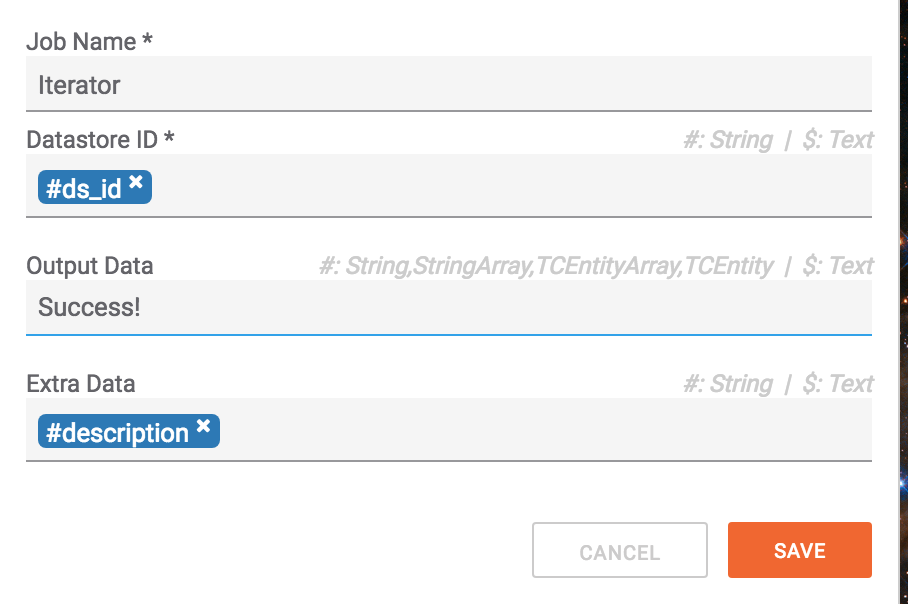 Job Name *
Iterator
Datastore ID * #: String | $: Text
#ds_id ×
Output Data #: String,StringArray,TCEntityArray,TCEntity | $: Text
Success!
Extra Data #: String | $: Text
#description ×
CANCEL SAVE